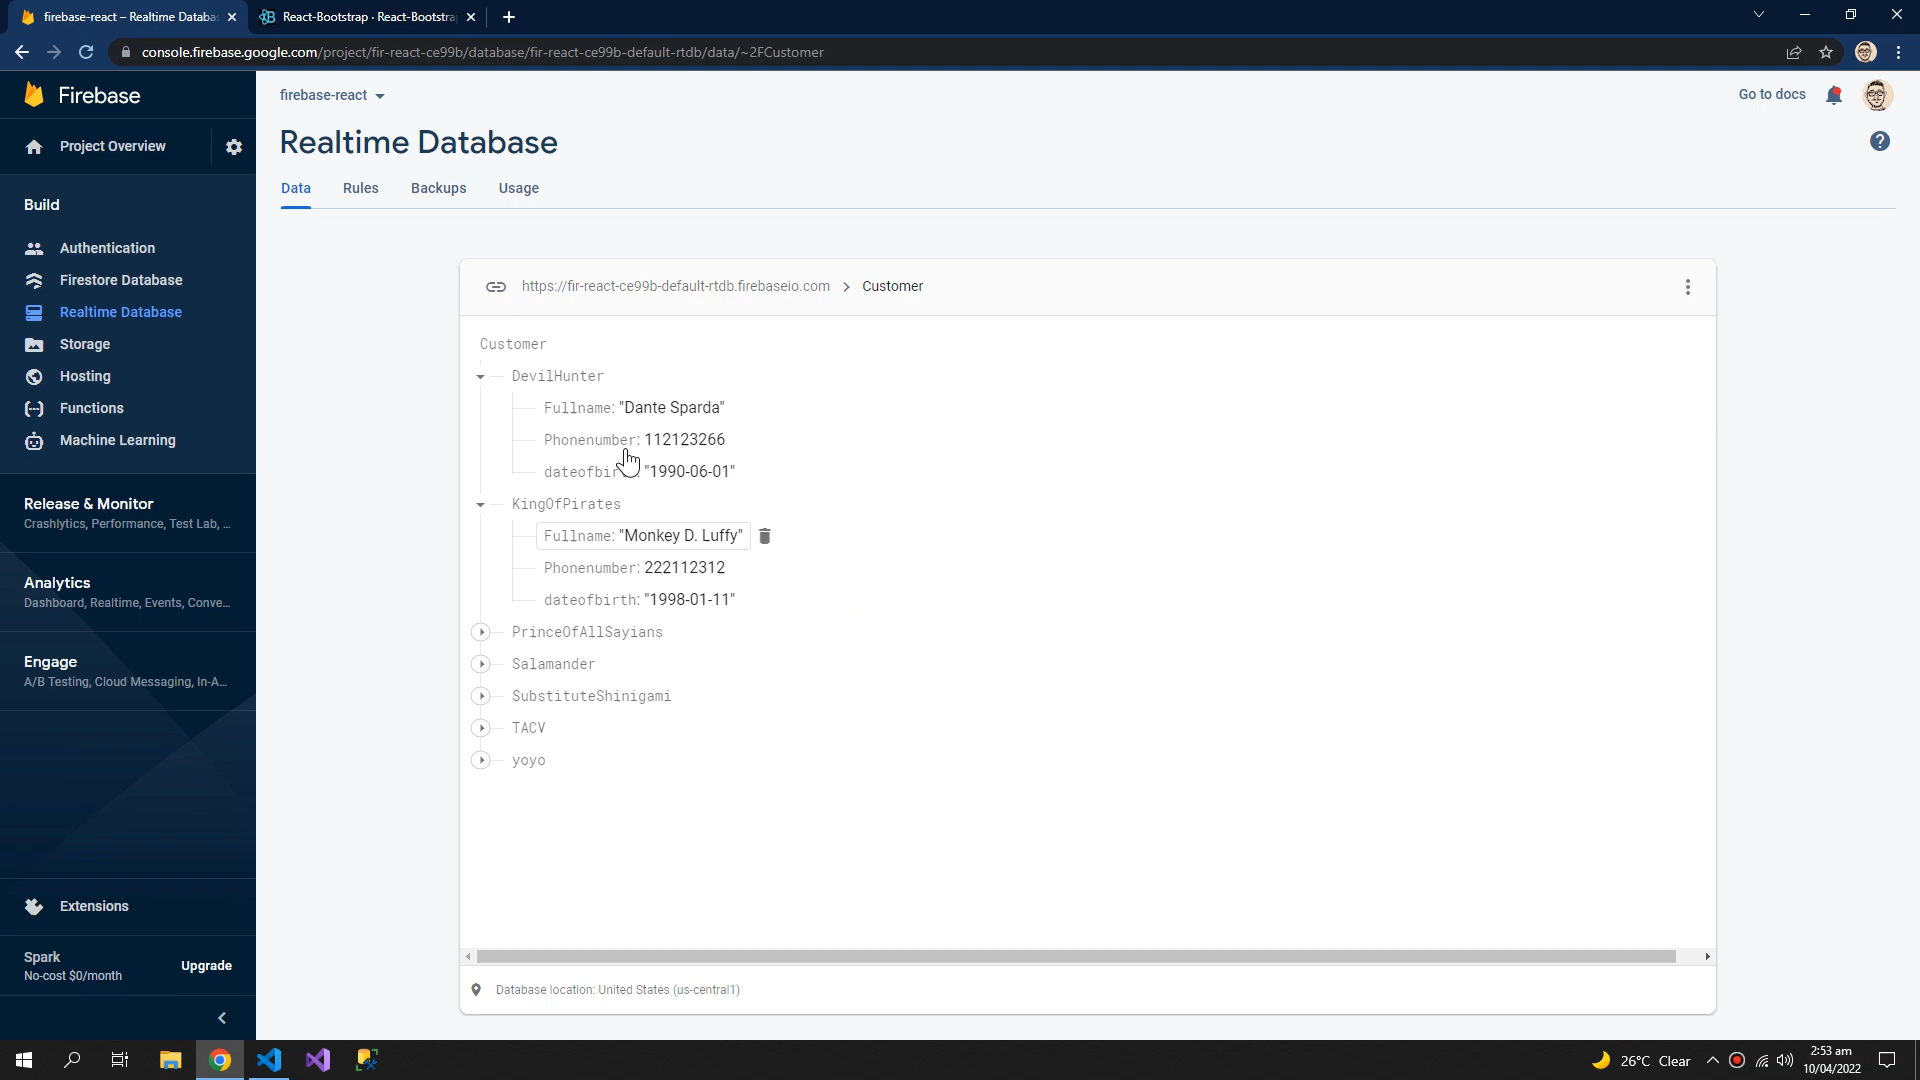 firebase-react – Realtime Databa
React-Bootstrap · React-Bootstra
console.firebase.google.com/project/fir-react-ce99b/database/fir-react-ce99b-default-rtdb/data/~2FCustomer
Firebase
Project Overview
Build
Authentication
Firestore Database
Realtime Database
Storage
Hosting
Functions
Machine Learning
Release & Monitor
Crashlytics, Performance, Test Lab, ...
Analytics
Dashboard, Realtime, Events, Conve...
Engage
A/B Testing, Cloud Messaging, In-A...
Extensions
Spark
No-cost $0/month
Upgrade
firebase-react
Go to docs
Realtime Database
Data Rules Backups Usage
https://fir-react-ce99b-default-rtdb.firebaseio.com > Customer
Customer
DevilHunter
Fullname: "Dante Sparda"
Phonenumber: 112123266
"1990-06-01"
KingOfPirates
Fullname: "Monkey D. Luffy"
Phonenumber: 222112312
dateofbirth: "1998-01-11"
PrinceOfAllSayians
Salamander
SubstituteShinigami
TACV
yoyo
Database location: United States (us-central1)
26°C Clear
2:53 am
10/04/2022